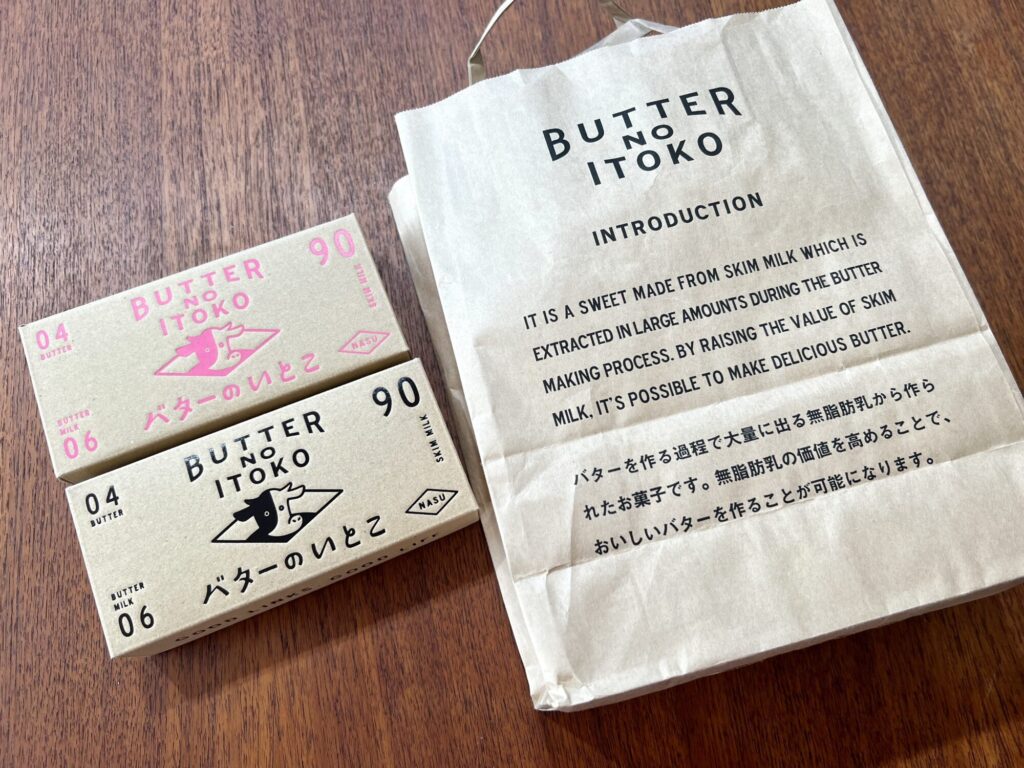 BUTTER
NO
ITOKO
90
SKIM MILK
04
BUTTER
NASU
バターのいとこ
BUTTER
MILK
06
BUTTER
NO
ITOKO
90
SKIM MILK
04
BUTTER
NASU
バターのいとこ
BUTTER
MILK
06
GOOD LINKS GOOD LIFE
BUTTER
NO
ITOKO
INTRODUCTION
IT IS A SWEET MADE FROM SKIM MILK WHICH IS
EXTRACTED IN LARGE AMOUNTS DURING THE BUTTER
MAKING PROCESS. BY RAISING THE VALUE OF SKIM
MILK, IT'S POSSIBLE TO MAKE DELICIOUS BUTTER.
バターを作る過程で大量に出る無脂肪乳から作ら
れたお菓子です。無脂肪乳の価値を高めることで、
おいしいバターを作ることが可能になります。